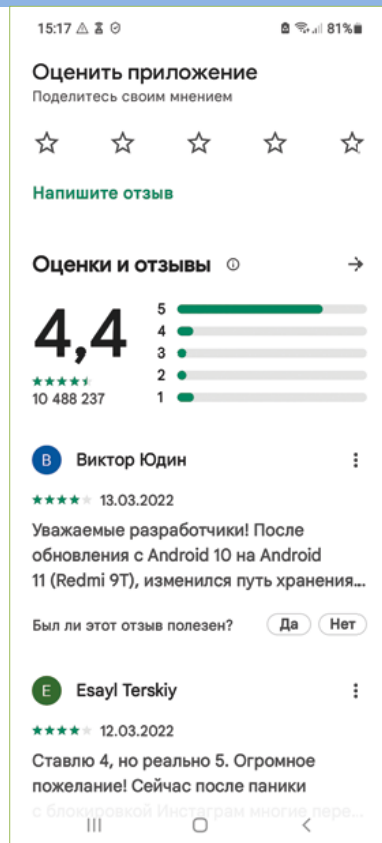 15:17 81%
Оценить приложение
Поделитесь своим мнением
Напишите отзыв
Оценки и отзывы
4,4
5
4
3
2
1
10 488 237
В Виктор Юдин
13.03.2022
Уважаемые разработчики! После
обновления с Android 10 на Android
11 (Redmi 9T), изменился путь хранения...
Был ли этот отзыв полезен? Да Нет
E Esayl Terskiy
12.03.2022
Ставлю 4, но реально 5. Огромное
пожелание! Сейчас после паники
с блокировкой Инстаграм многие пере...